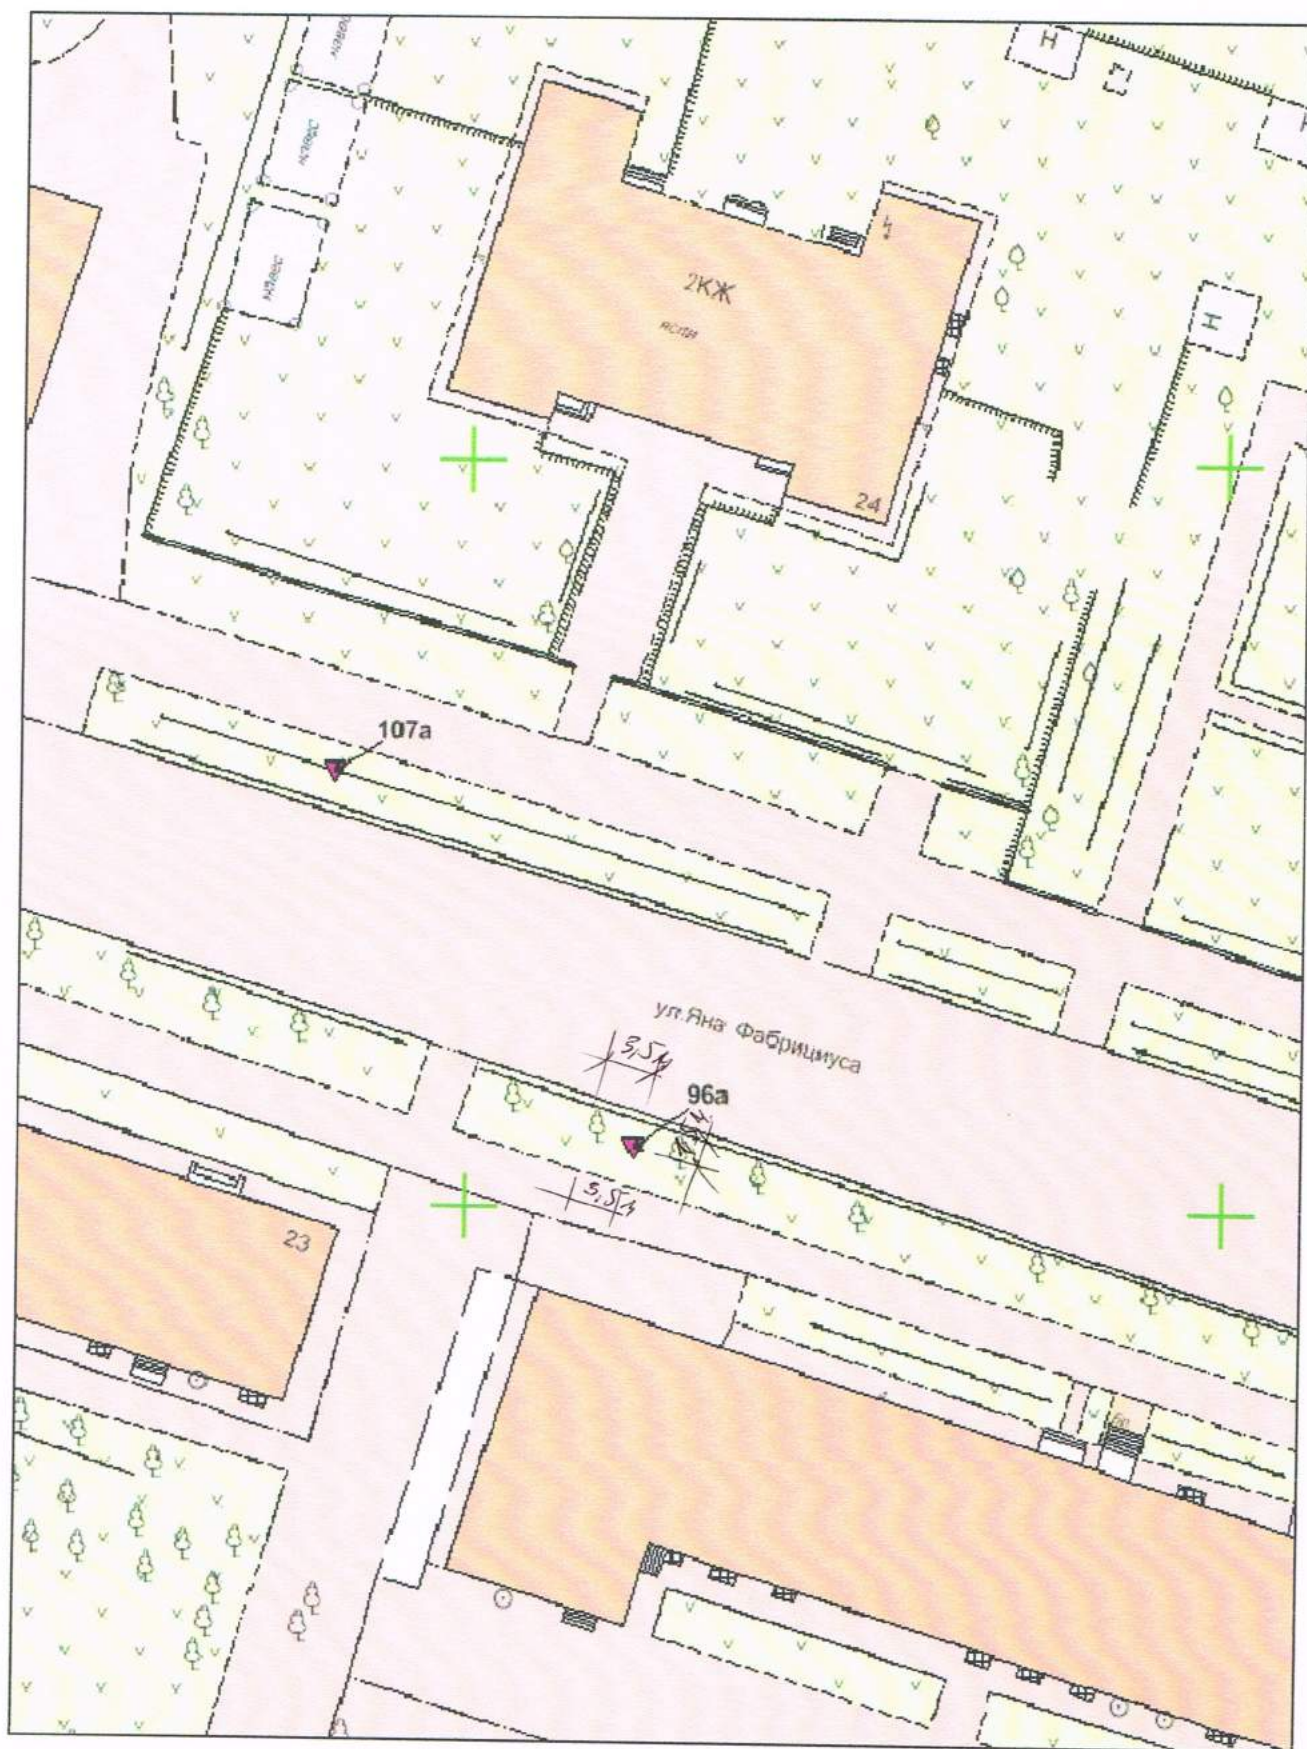 навес
Н
навес
навес
2КЖ
ясли
Н
24
107а
ул.Яна Фабрициуса
3,5м
96а
3,5м
23